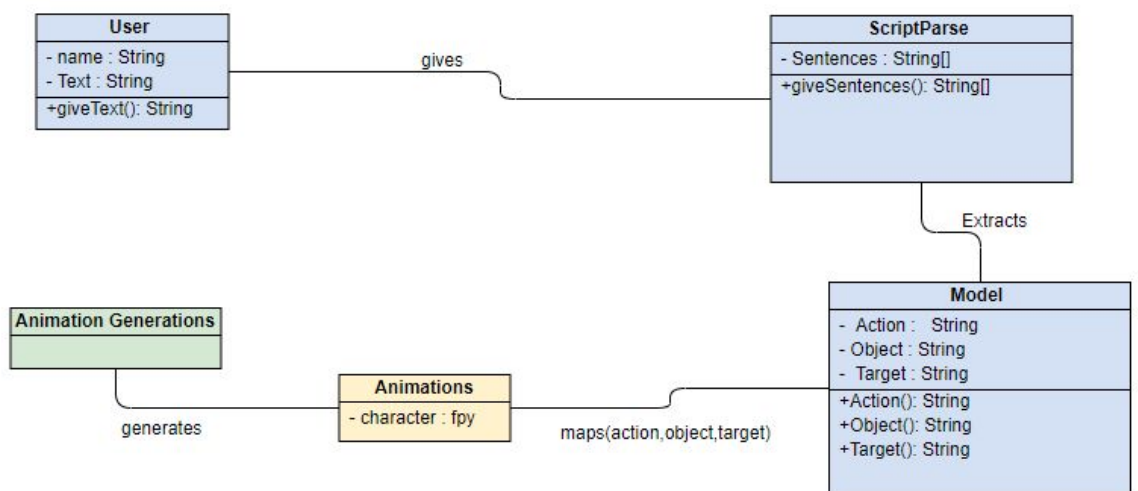 User
- name : String
- Text : String
+giveText(): String
gives
ScriptParse
- Sentences : String[]
+giveSentences(): String[]
Extracts
Model
- Action : String
- Object : String
- Target : String
+Action(): String
+Object(): String
+Target(): String
maps(action,object,target)
Animations
- character : fpy
generates
Animation Generations